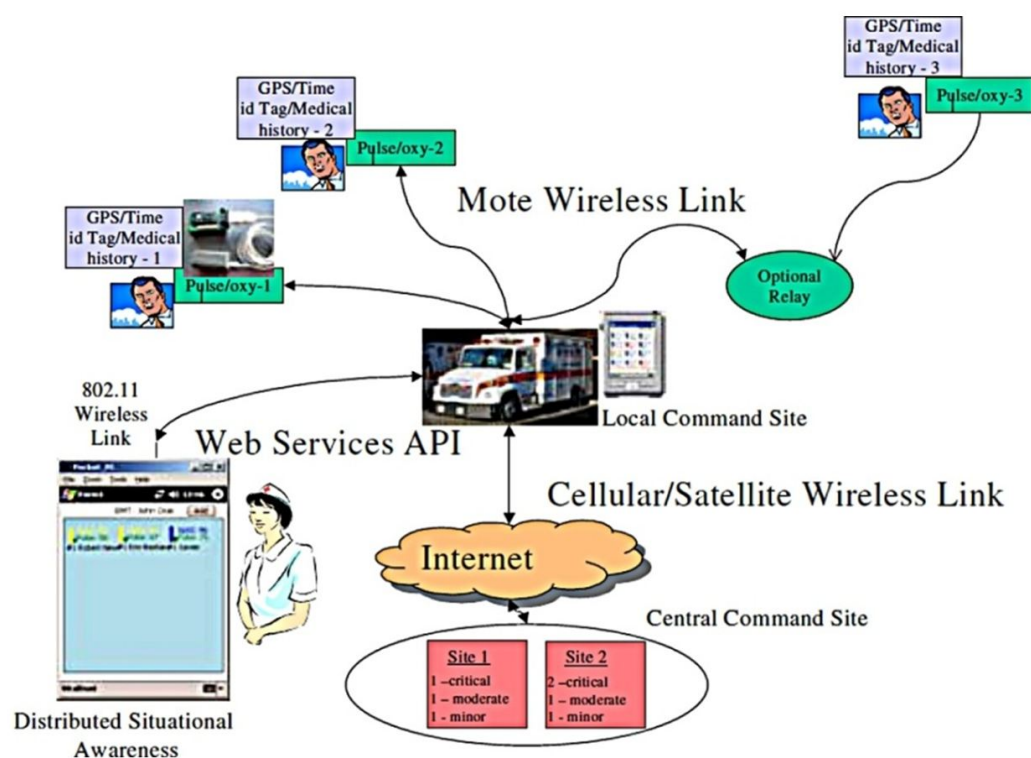 GPS/Time
id Tag/Medical
history - 3
Pulse/oxy-3
GPS/Time
id Tag/Medical
history - 2
Pulse/oxy-2
Mote Wireless Link
GPS/Time
id Tag/Medical
history - 1
Pulse/oxy-1
Optional
Relay
802.11
Wireless
Link
Local Command Site
Web Services API
Cellular/Satellite Wireless Link
Internet
Central Command Site
Site 1
1 –critical
1 – moderate
1 - minor
Site 2
2 –critical
1 – moderate
1 - minor
Distributed Situational
Awareness